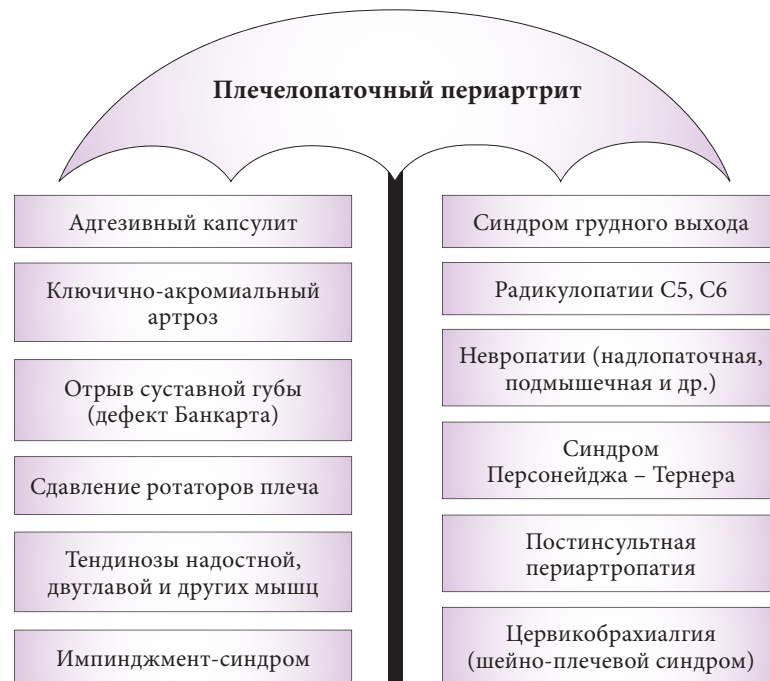 Плечелопаточный периартрит
Адгезивный капсулит
Ключично-акромиальный
артроз
Отрыв суставной губы
(дефект Банкарта)
Сдавление ротаторов плеча
Тендинозы надостной,
двуглавой и других мышц
Импинджмент-синдром
Синдром грудного выхода
Радикулопатии С5, С6
Невропатии (надлопаточная,
подмышечная и др.)
Синдром
Персонейджа – Тернера
Постинсультная
периартропатия
Цервикобрахиалгия
(шейно-плечевой синдром)